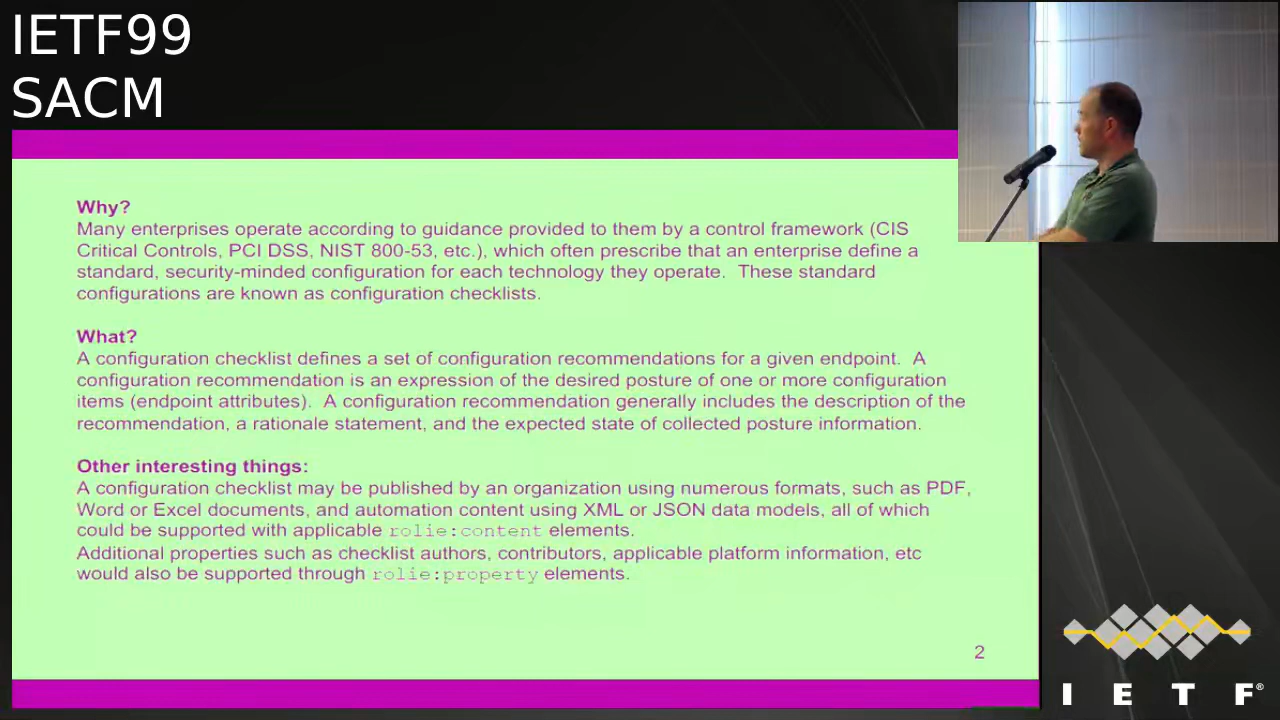 IETF99
SACM
Why?
Many enterprises operate according to guidance provided to them by a control framework (CIS
Critical Controls, PCI DSS, NIST 800-53, etc.), which often prescribe that an enterprise define a
standard, security-minded configuration for each technology they operate.  These standard
configurations are known as configuration checklists.
What?
A configuration checklist defines a set of configuration recommendations for a given endpoint.  A
configuration recommendation is an expression of the desired posture of one or more configuration
items (endpoint attributes).  A configuration recommendation generally includes the description of the
recommendation, a rationale statement, and the expected state of collected posture information.
Other interesting things:
A configuration checklist may be published by an organization using numerous formats, such as PDF,
Word or Excel documents, and automation content using XML or JSON data models, all of which
could be supported with applicable rolie:content elements.
Additional properties such as checklist authors, contributors, applicable platform information, etc
would also be supported through rolie:property elements.
2
I E T F®